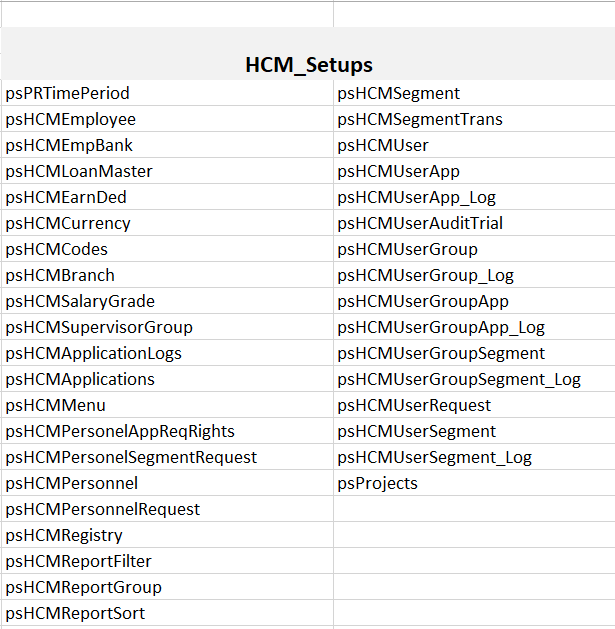 HCM_Setups
psPRTimePeriod psHCMSegment
psHCMEmployee psHCMSegmentTrans
psHCMEmpBank psHCMUser
psHCMLoanMaster psHCMUserApp
psHCMEarnDed psHCMUserApp_Log
psHCMCurrency psHCMUserAuditTrial
psHCMCodes psHCMUserGroup
psHCMBranch psHCMUserGroup_Log
psHCMSalaryGrade psHCMUserGroupApp
psHCMSupervisorGroup psHCMUserGroupApp_Log
psHCMApplicationLogs psHCMUserGroupSegment
psHCMApplications psHCMUserGroupSegment_Log
psHCMMenu psHCMUserRequest
psHCMPersonelAppReqRights psHCMUserSegment
psHCMPersonelSegmentRequest psHCMUserSegment_Log
psHCMPersonnel psProjects
psHCMPersonnelRequest
psHCMRegistry
psHCMReportFilter
psHCMReportGroup
psHCMReportSort